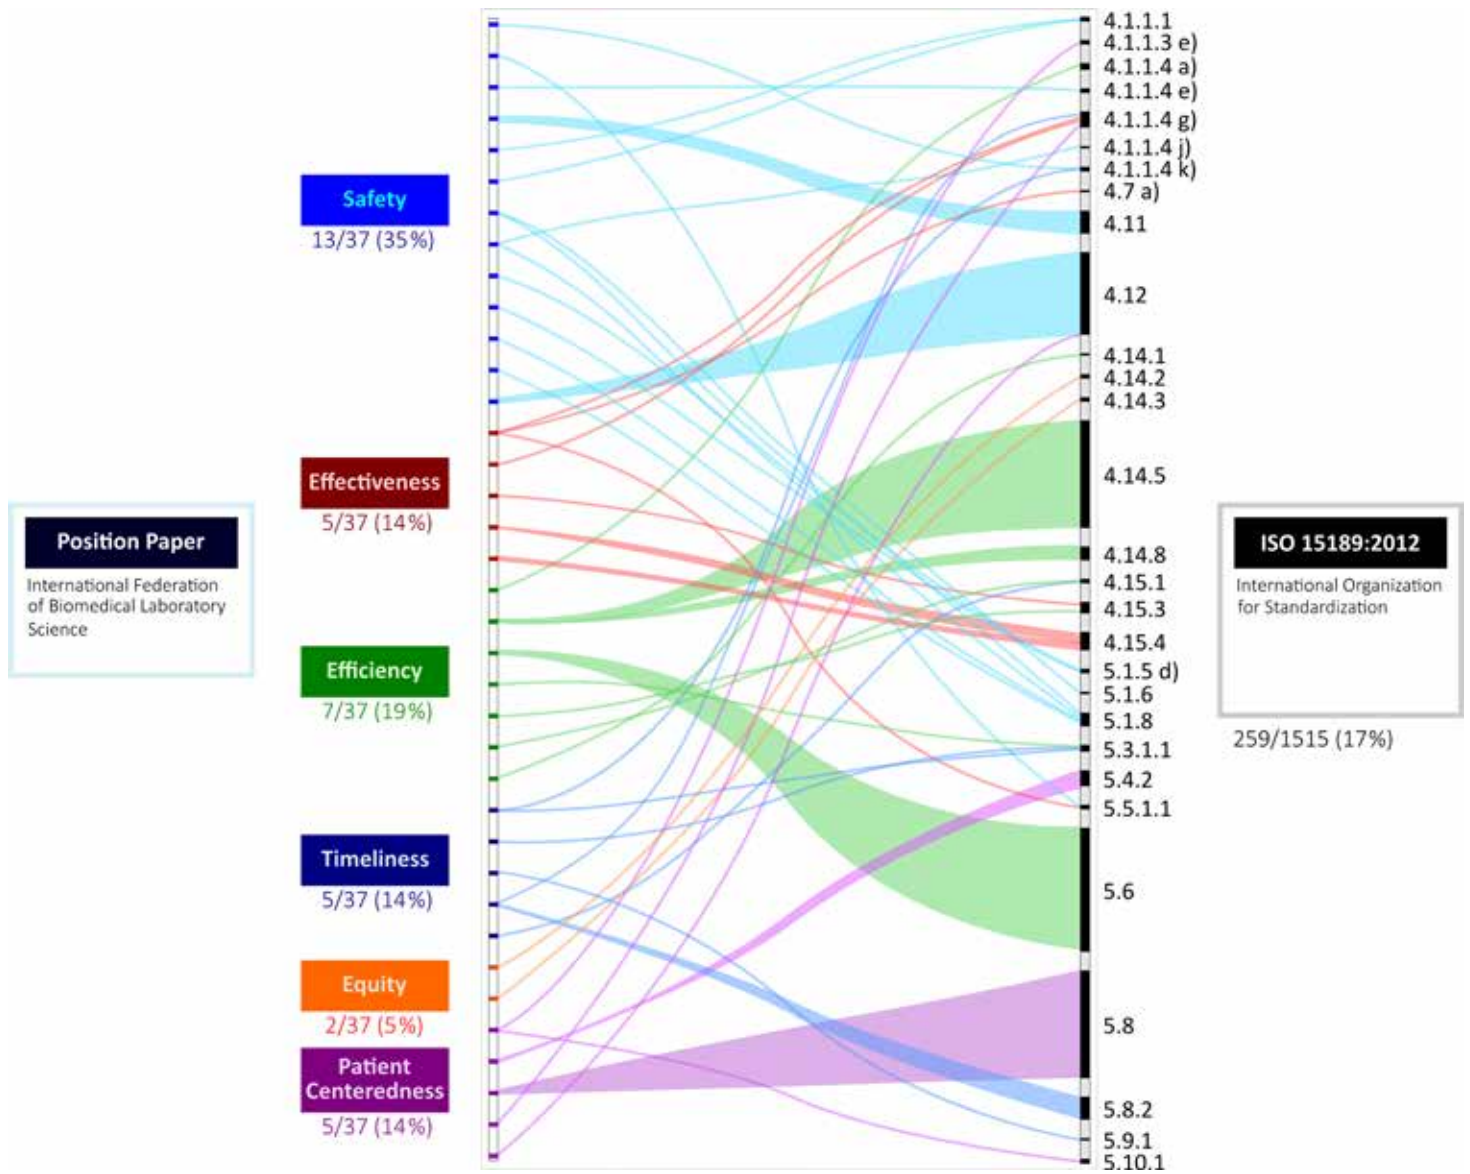 Position Paper
International Federation
of Biomedical Laboratory
Science
Safety
13/37 (35%)
Effectiveness
5/37 (14%)
Efficiency
7/37 (19%)
Timeliness
5/37 (14%)
Equity
2/37 (5%)
Patient
Centeredness
5/37 (14%)
4.1.1.1
4.1.1.3 e)
4.1.1.4 a)
4.1.1.4 e)
4.1.1.4 g)
4.1.1.4 j)
4.1.1.4 k)
4.7 a)
4.11
4.12
4.14.1
4.14.2
4.14.3
4.14.5
4.14.8
4.15.1
4.15.3
4.15.4
5.1.5 d)
5.1.6
5.1.8
5.3.1.1
5.4.2
5.5.1.1
5.6
5.8
5.8.2
5.9.1
5.10.1
ISO 15189:2012
International Organization
for Standardization
259/1515 (17%)